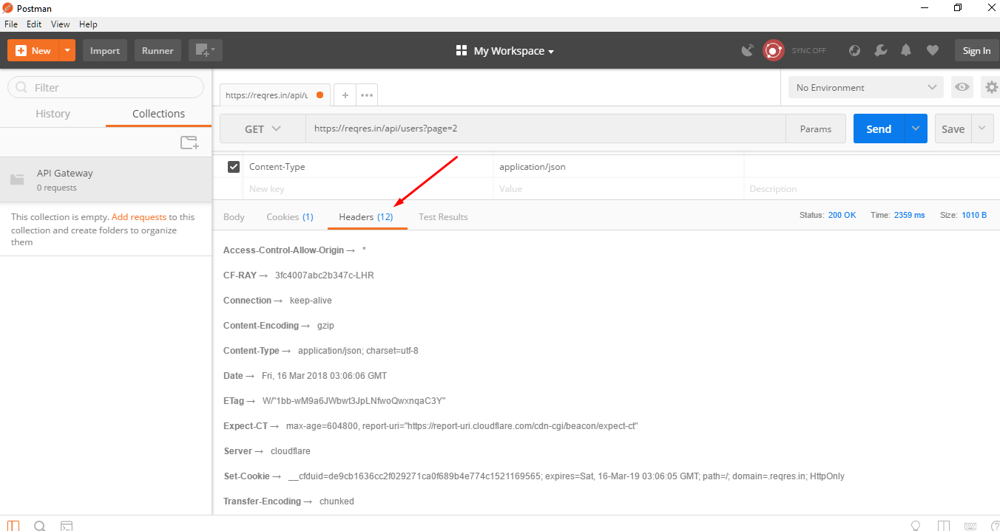 Postman
File Edit View Help
New Import Runner My Workspace SYNC OFF Sign In
Filter
History Collections
API Gateway
0 requests
This collection is empty. Add requests to this
collection and create folders to organize
them
https://reqres.in/api/u
No Environment
GET https://reqres.in/api/users?page=2 Params Send Save
Content-Type application/json
New key Value Description
Body Cookies (1) Headers (12) Test Results Status: 200 OK Time: 2359 ms Size: 1010 B
Access-Control-Allow-Origin → *
CF-RAY → 3fc4007abc2b347c-LHR
Connection → keep-alive
Content-Encoding → gzip
Content-Type → application/json; charset=utf-8
Date → Fri, 16 Mar 2018 03:06:06 GMT
ETag → W/"1bb-wM9a6JWbwt3JpLNfwoQwxnqaC3Y"
Expect-CT → max-age=604800, report-uri="https://report-uri.cloudflare.com/cdn-cgi/beacon/expect-ct"
Server → cloudflare
Set-Cookie → __cfduid=de9cb1636cc2f029271ca0f689b4e774c1521169565; expires=Sat, 16-Mar-19 03:06:05 GMT; path=/; domain=.reqres.in; HttpOnly
Transfer-Encoding → chunked